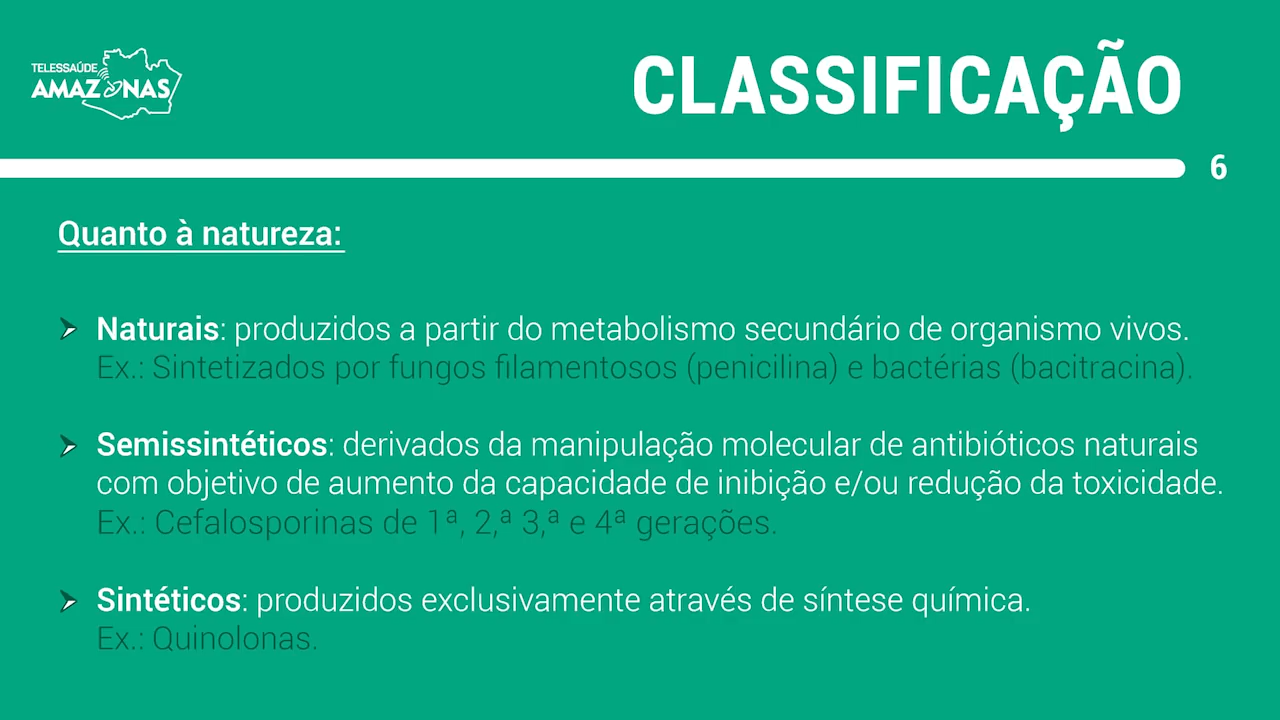 TELESSAÚDE
AMAZONAS
CLASSIFICAÇÃO
6
Quanto à natureza:
Naturais: produzidos a partir do metabolismo secundário de organismo vivos.
Ex.: Sintetizados por fungos filamentosos (penicilina) e bactérias (bacitracina).
Semissintéticos: derivados da manipulação molecular de antibióticos naturais
com objetivo de aumento da capacidade de inibição e/ou redução da toxicidade.
Ex.: Cefalosporinas de 1ª, 2,ª 3,ª e 4ª gerações.
Sintéticos: produzidos exclusivamente através de síntese química.
Ex.: Quinolonas.